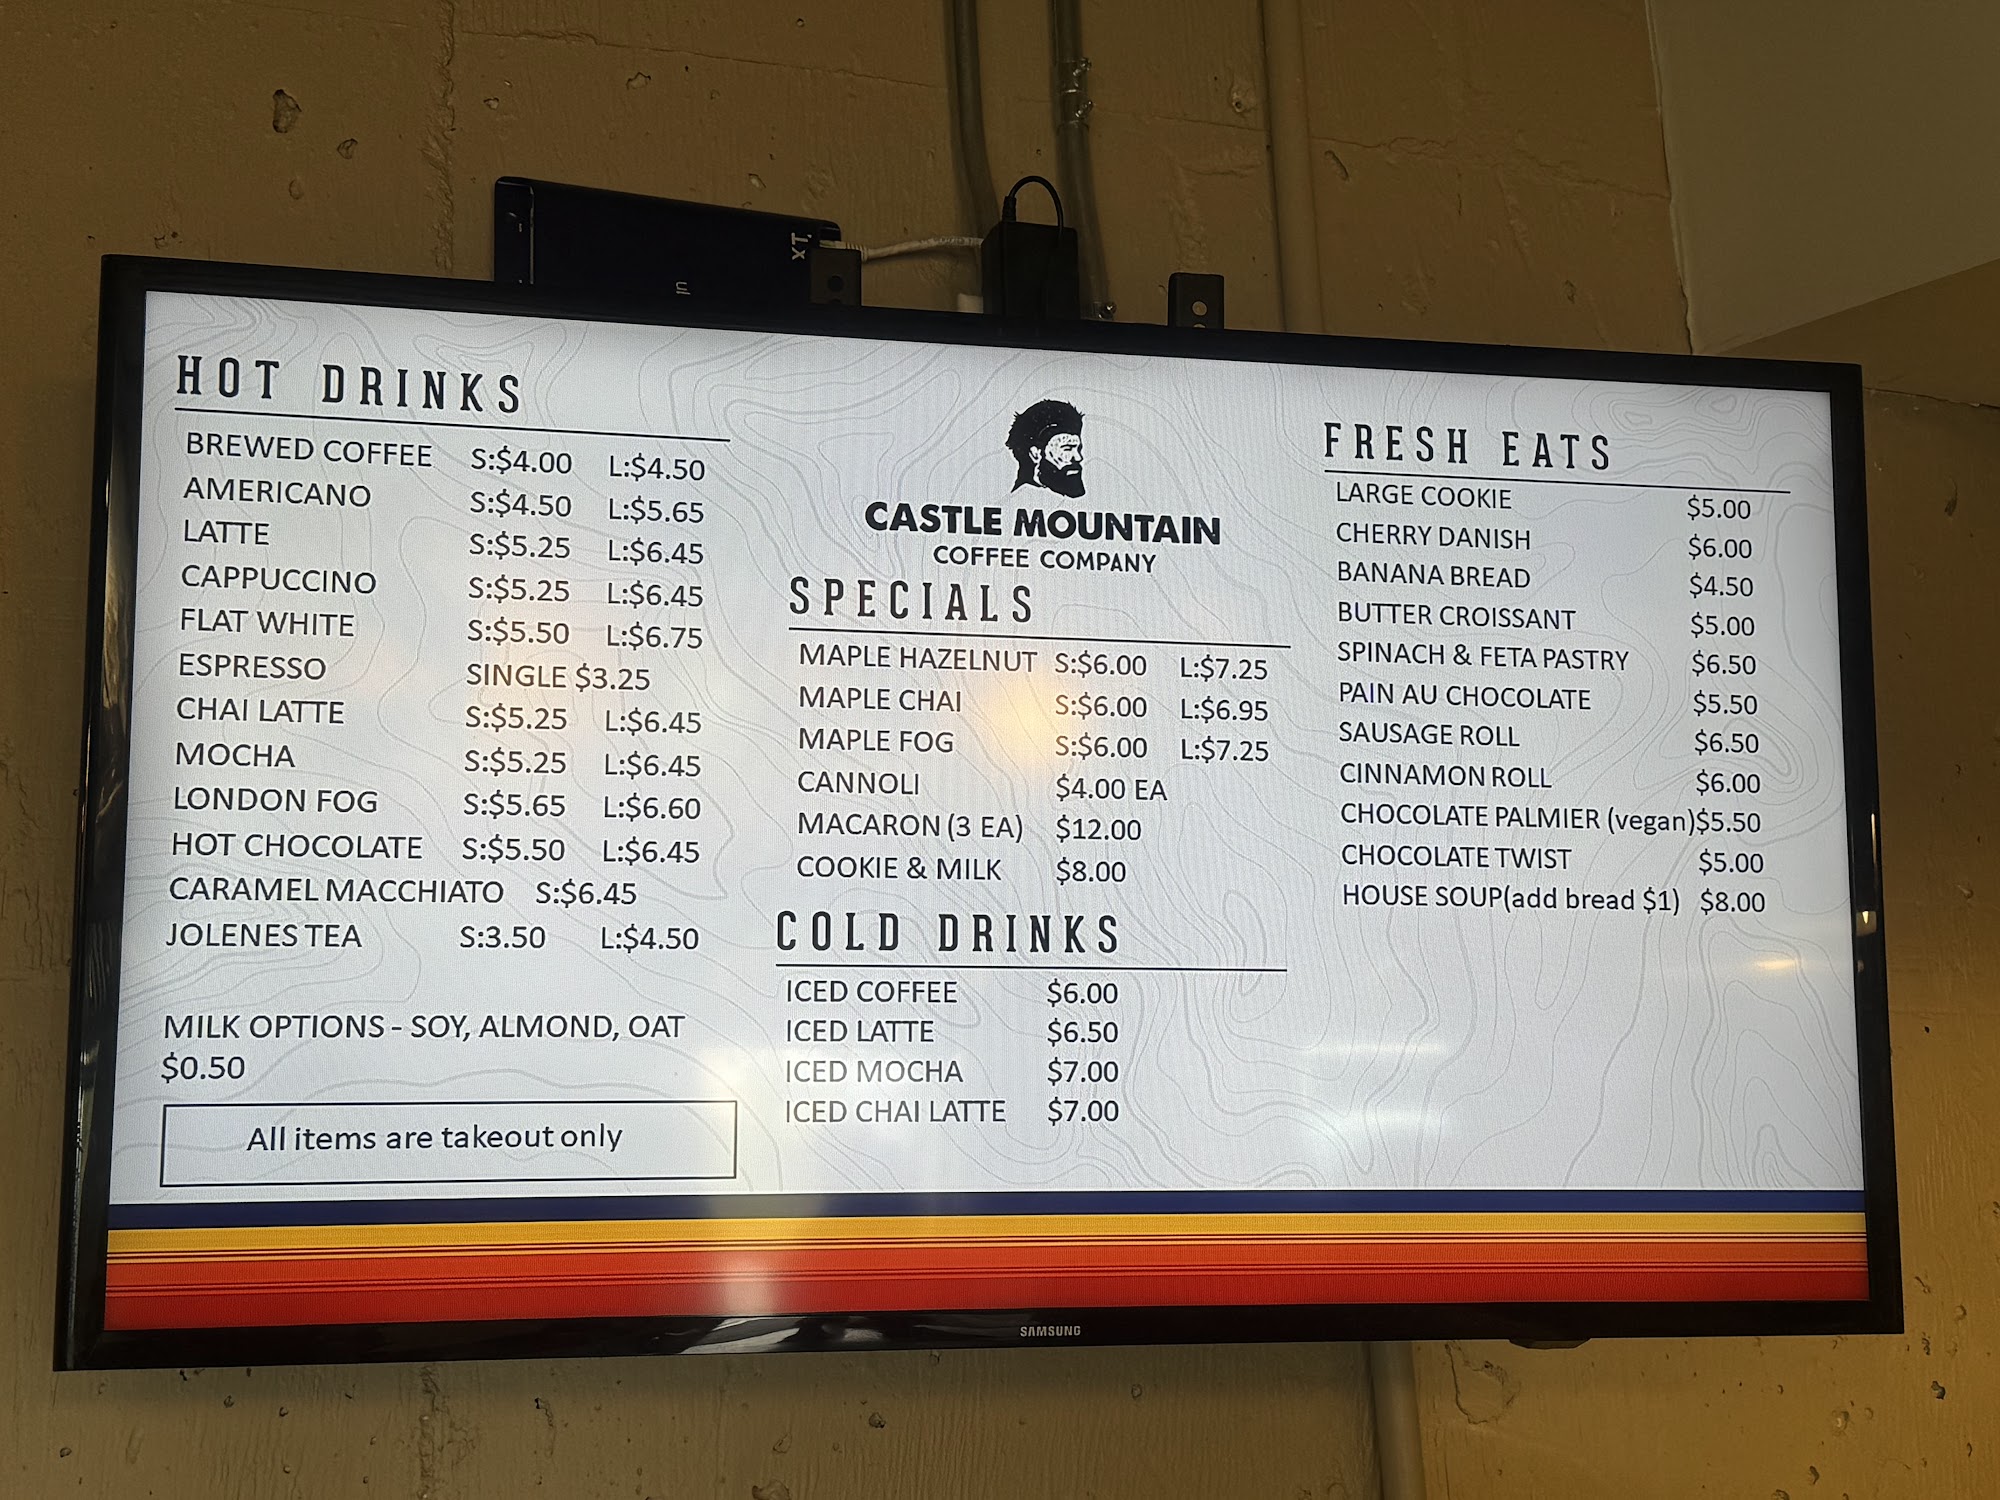 HOT DRINKS
BREWED COFFEE S:$4.00 L:$4.50
AMERICANO S:$4.50 L:$5.65
LATTE S:$5.25 L:$6.45
CAPPUCCINO S:$5.25 L:$6.45
FLAT WHITE S:$5.50 L:$6.75
ESPRESSO SINGLE $3.25
CHAI LATTE S:$5.25 L:$6.45
MOCHA S:$5.25 L:$6.45
LONDON FOG S:$5.65 L:$6.60
HOT CHOCOLATE S:$5.50 L:$6.45
CARAMEL MACCHIATO S:$6.45
JOLENES TEA S:3.50 L:$4.50
MILK OPTIONS - SOY, ALMOND, OAT
$0.50
All items are takeout only
CASTLE MOUNTAIN
COFFEE COMPANY
SPECIALS
MAPLE HAZELNUT S:$6.00 L:$7.25
MAPLE CHAI S:$6.00 L:$6.95
MAPLE FOG S:$6.00 L:$7.25
CANNOLI $4.00 EA
MACARON (3 EA) $12.00
COOKIE & MILK $8.00
COLD DRINKS
ICED COFFEE $6.00
ICED LATTE $6.50
ICED MOCHA $7.00
ICED CHAI LATTE $7.00
FRESH EATS
LARGE COOKIE $5.00
CHERRY DANISH $6.00
BANANA BREAD $4.50
BUTTER CROISSANT $5.00
SPINACH & FETA PASTRY $6.50
PAIN AU CHOCOLATE $5.50
SAUSAGE ROLL $6.50
CINNAMON ROLL $6.00
CHOCOLATE PALMIER (vegan)$5.50
CHOCOLATE TWIST $5.00
HOUSE SOUP(add bread $1) $8.00
SAMSUNG